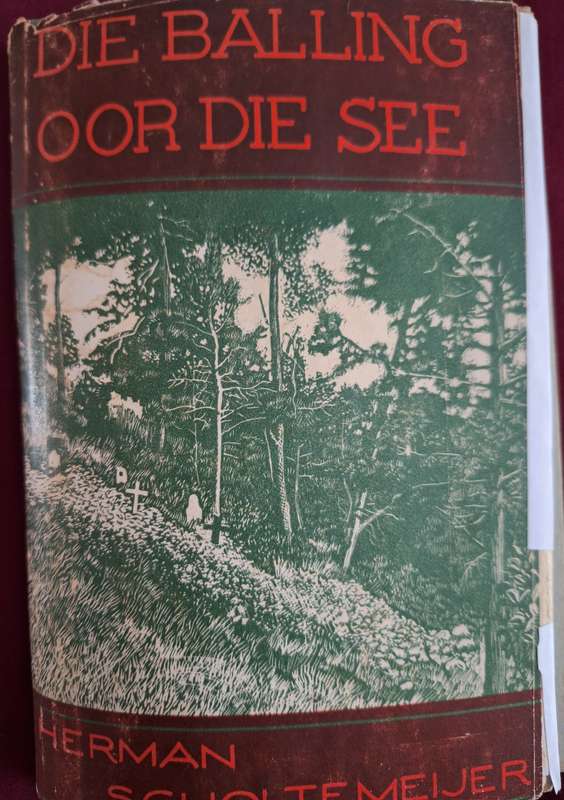 DIE BALLING
OOR DIE SEE
HERMAN
SCHOLTEMEIJER